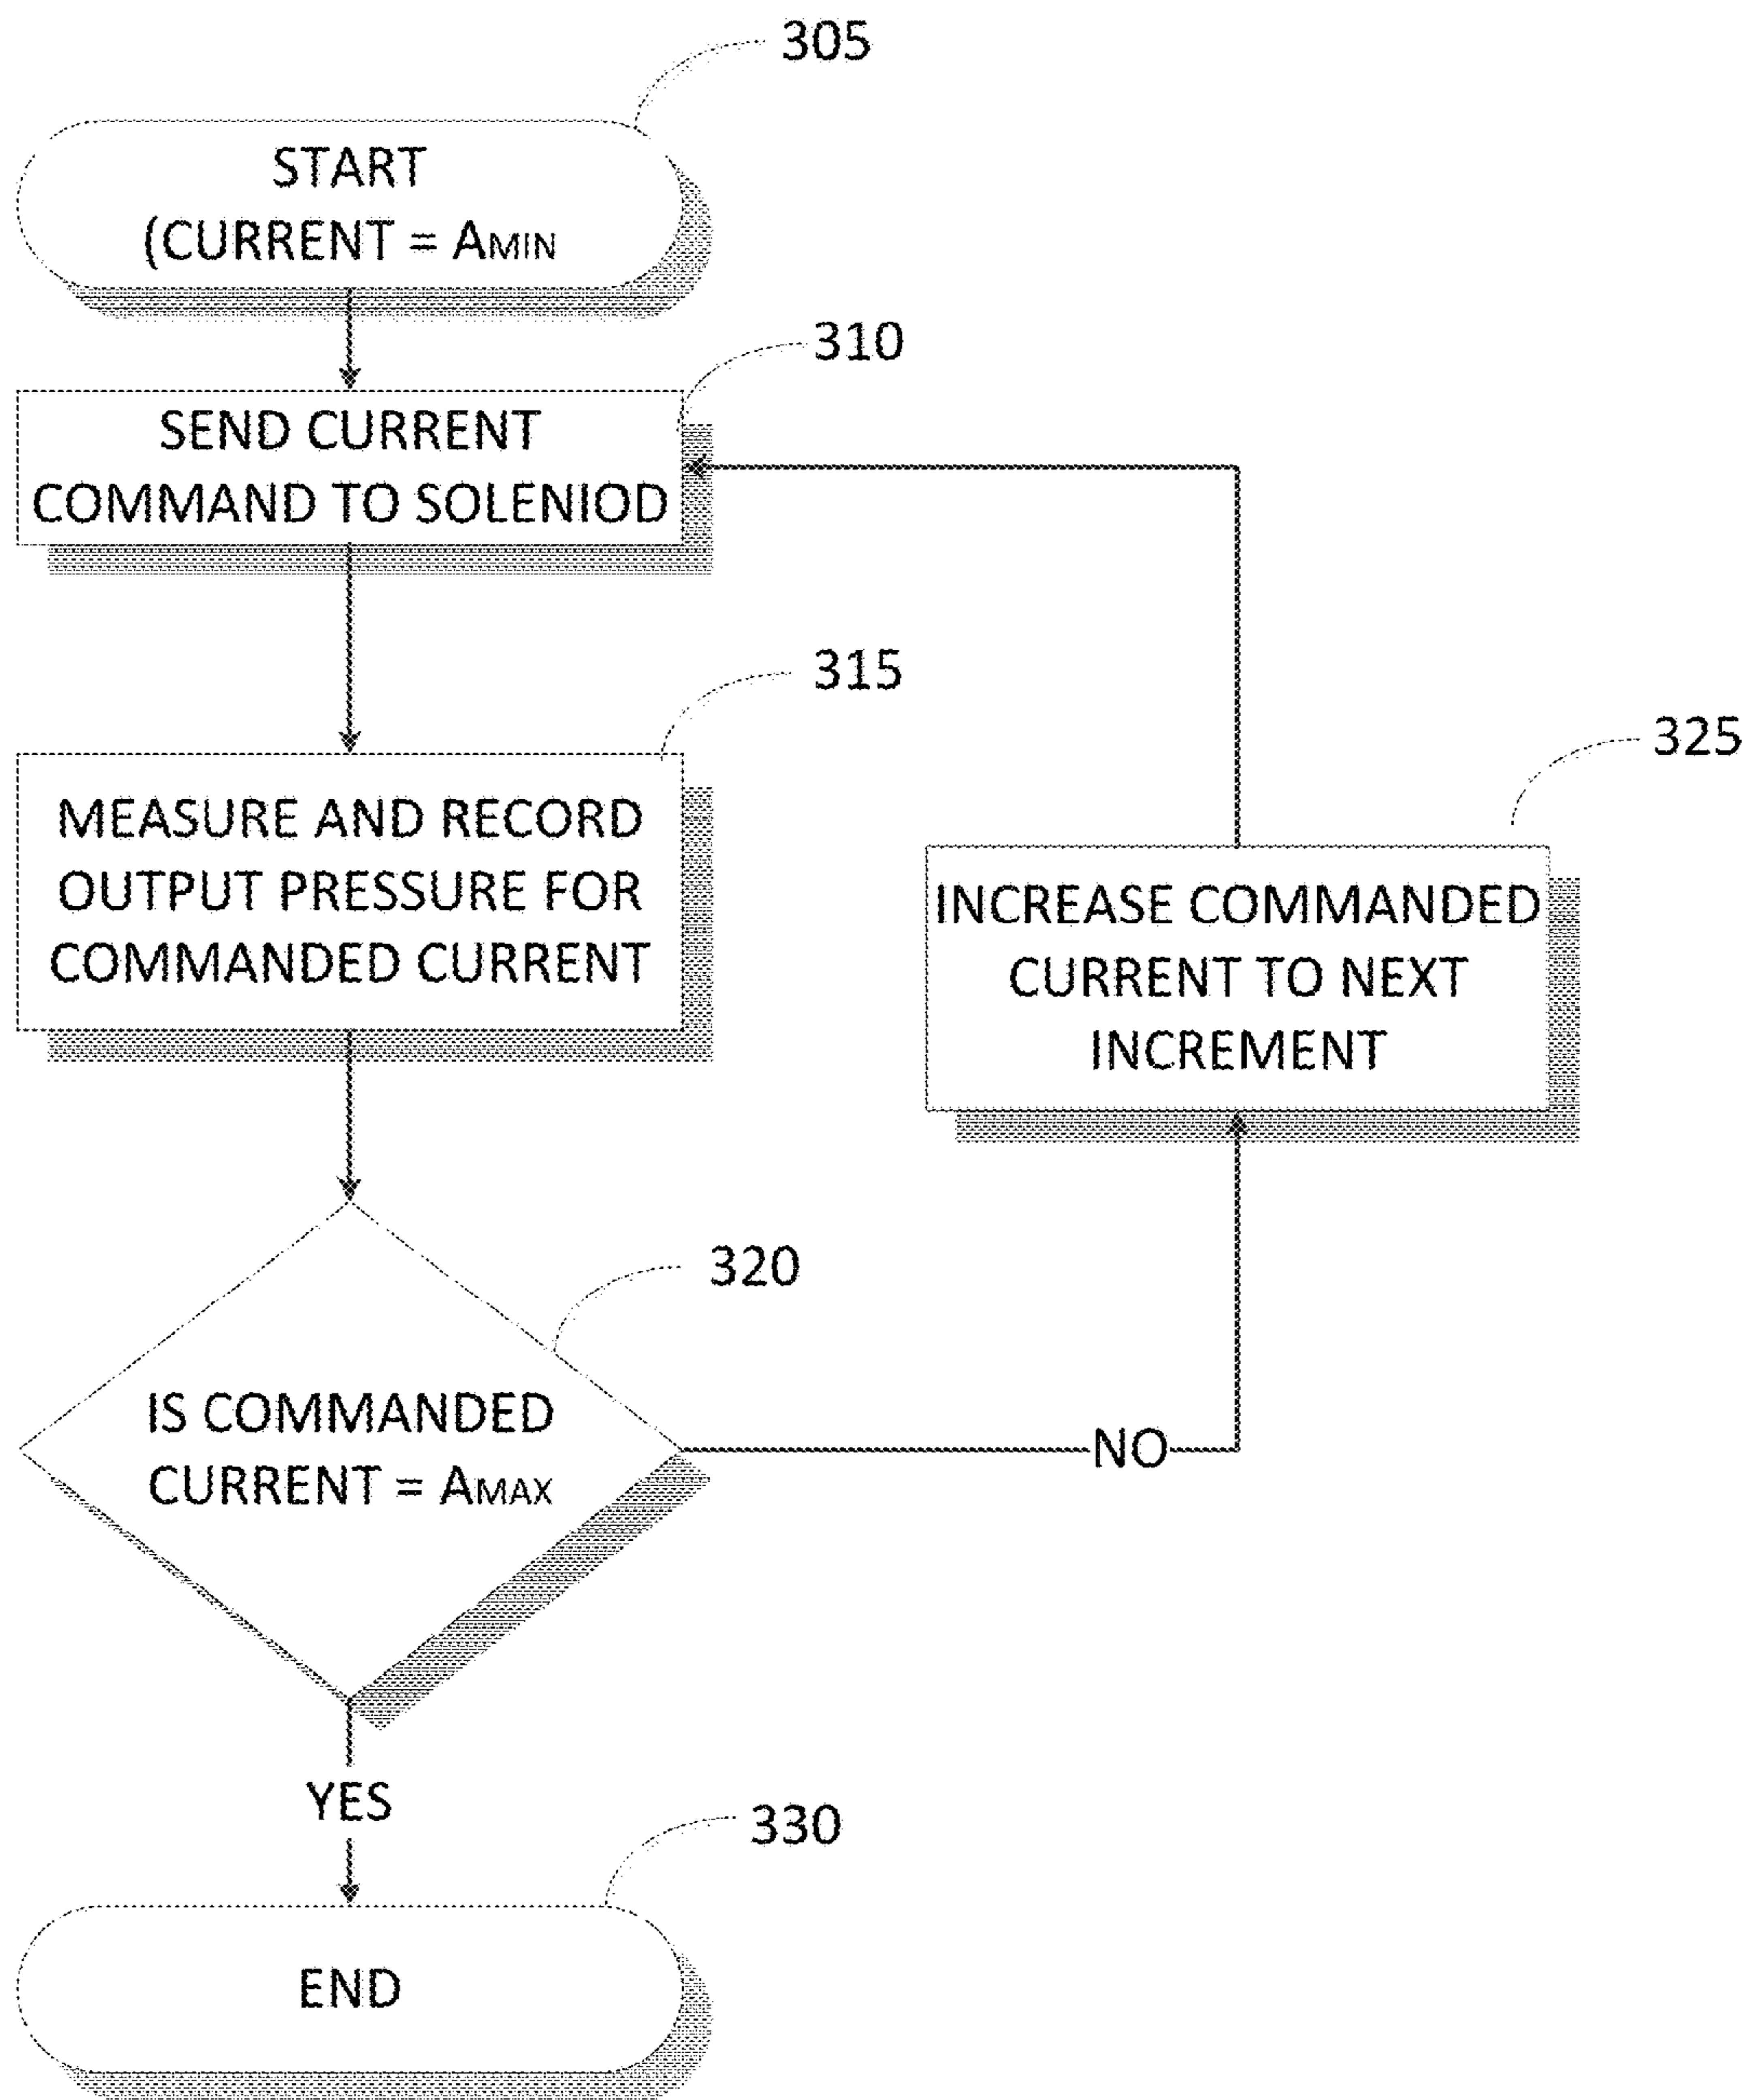 305
START
(CURRENT = AMIN
310
SEND CURRENT
COMMAND TO SOLENIOD
315
MEASURE AND RECORD
OUTPUT PRESSURE FOR
COMMANDED CURRENT
325
INCREASE COMMANDED
CURRENT TO NEXT
INCREMENT
320
IS COMMANDED
CURRENT = AMAX
NO
YES
330
END